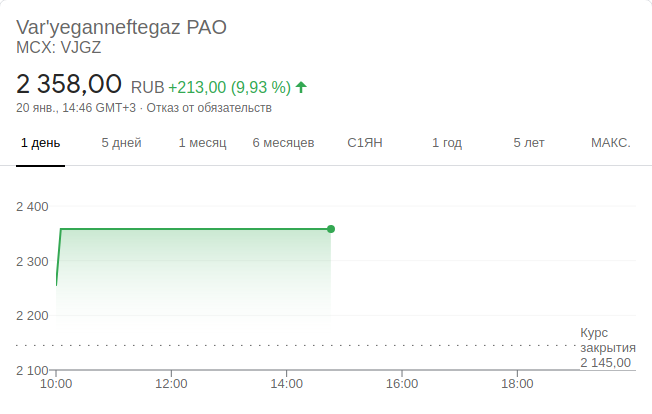 Var'yeganneftegaz PAO
MCX: VJGZ
2 358,00 RUB +213,00 (9,93 %)
20 янв., 14:46 GMT+3 · Отказ от обязательств
1 день 5 дней 1 месяц 6 месяцев С1ЯН 1 год 5 лет МАКС.
2 400
2 300
2 200
Курс
закрытия
2 145,00
2 100
10:00 12:00 14:00 16:00 18:00